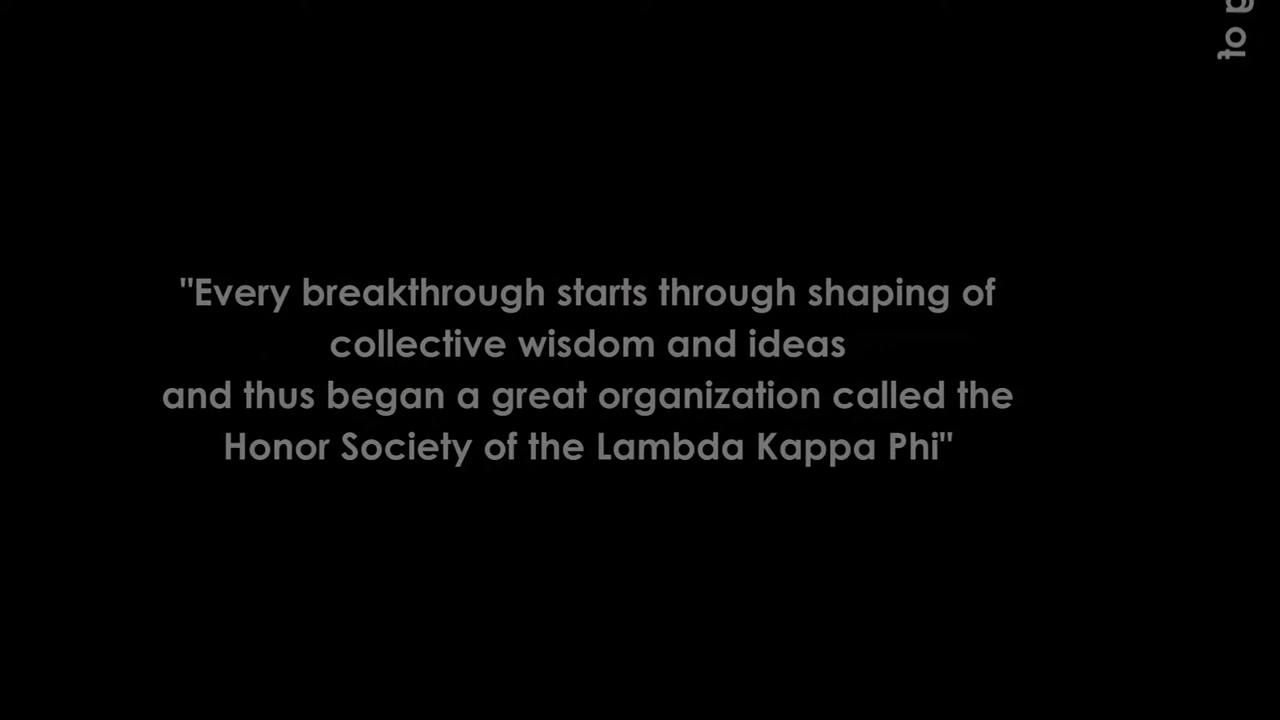 "Every breakthrough starts through shaping of
collective wisdom and ideas
and thus began a great organization called the
Honor Society of the Lambda Kappa Phi"
to